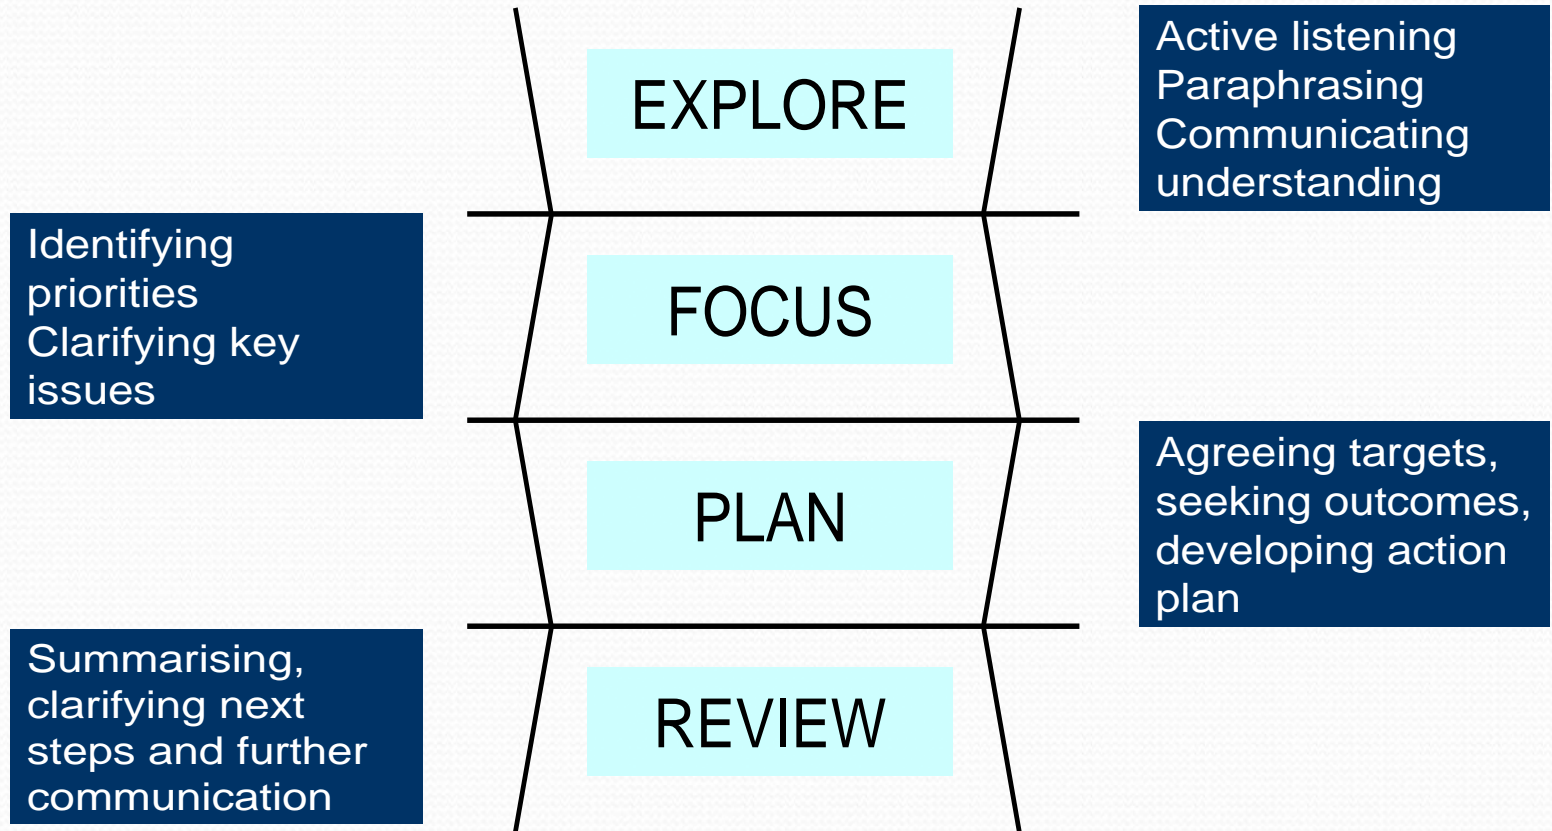 EXPLORE
Active listening
Paraphrasing
Communicating
understanding
FOCUS
Identifying
priorities
Clarifying key
issues
PLAN
Agreeing targets,
seeking outcomes,
developing action
plan
REVIEW
Summarising,
clarifying next
steps and further
communication